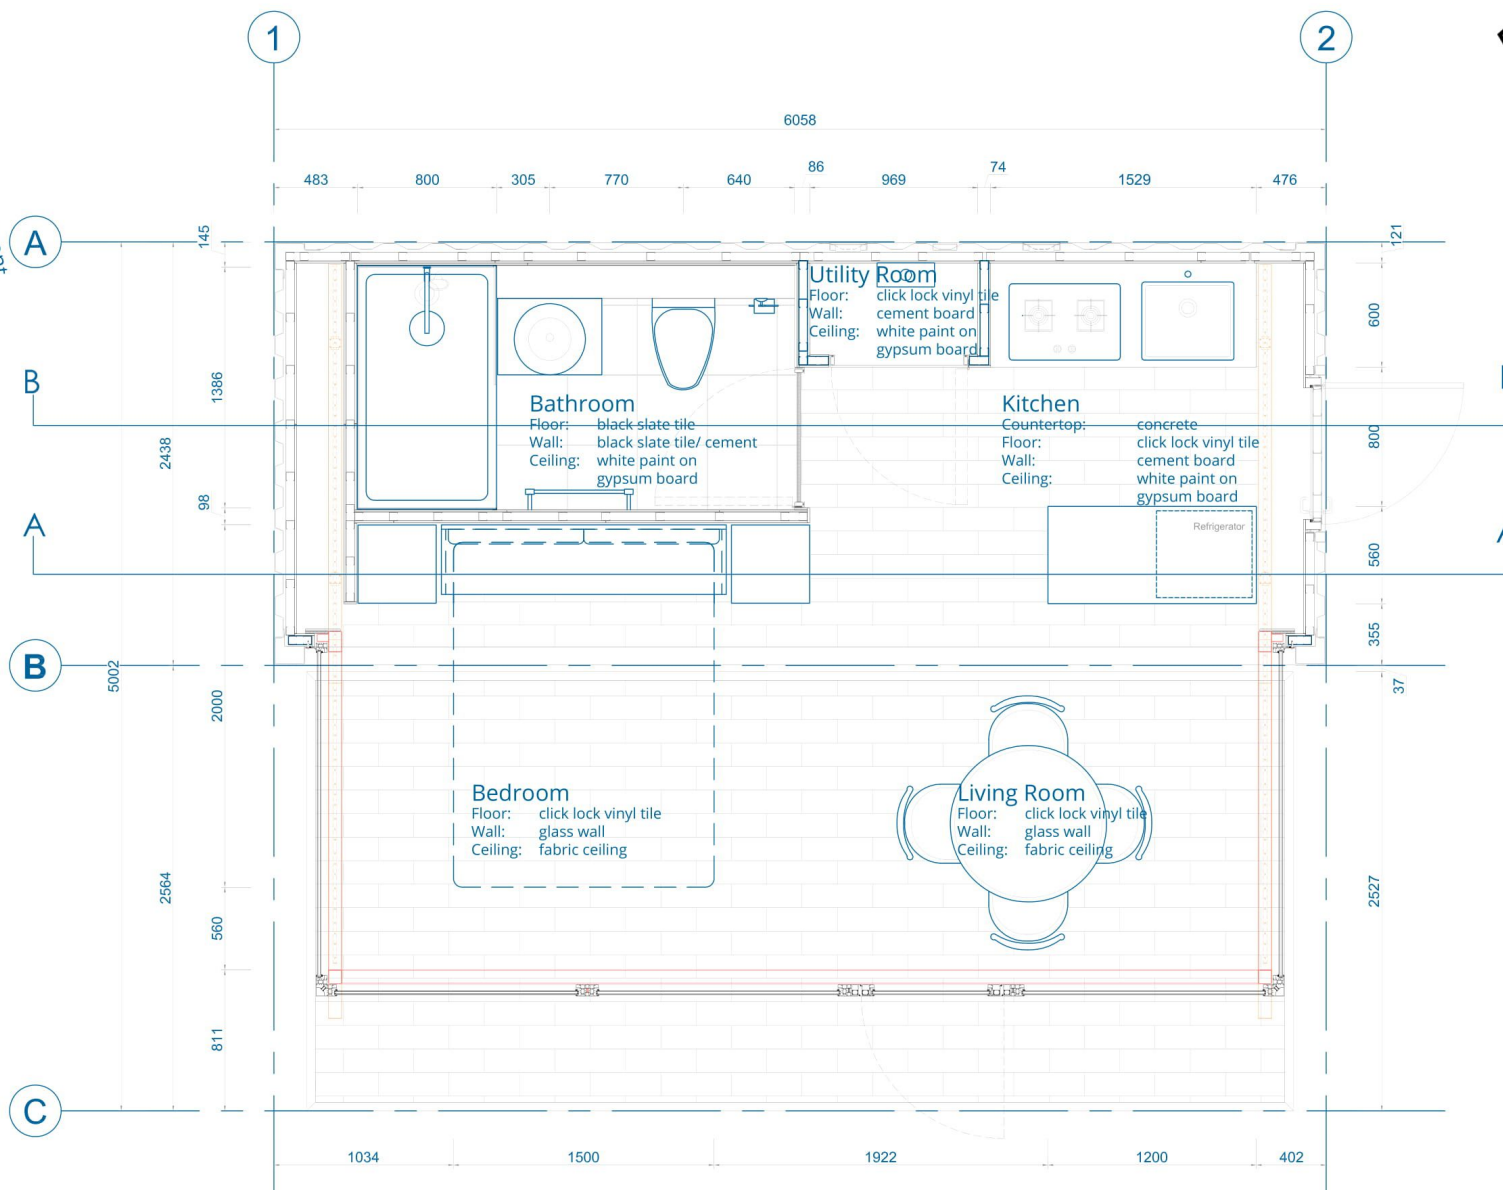 1
2
6058
86
74
483
800
305
770
640
969
1529
476
A
145
121
Utility Room
Floor: click lock vinyl tile
Wall: cement board
Ceiling: white paint on
gypsum board
600
B
1386
Bathroom
Floor: black slate tile
Wall: black slate tile/ cement
Ceiling: white paint on
gypsum board
Kitchen
Countertop: concrete
Floor: click lock vinyl tile
Wall: cement board
Ceiling: white paint on
gypsum board
800
2438
98
A
Refrigerator
560
355
B
5002
37
2000
Bedroom
Floor: click lock vinyl tile
Wall: glass wall
Ceiling: fabric ceiling
Living Room
Floor: click lock vinyl tile
Wall: glass wall
Ceiling: fabric ceiling
2564
2527
560
811
C
1034
1500
1922
1200
402